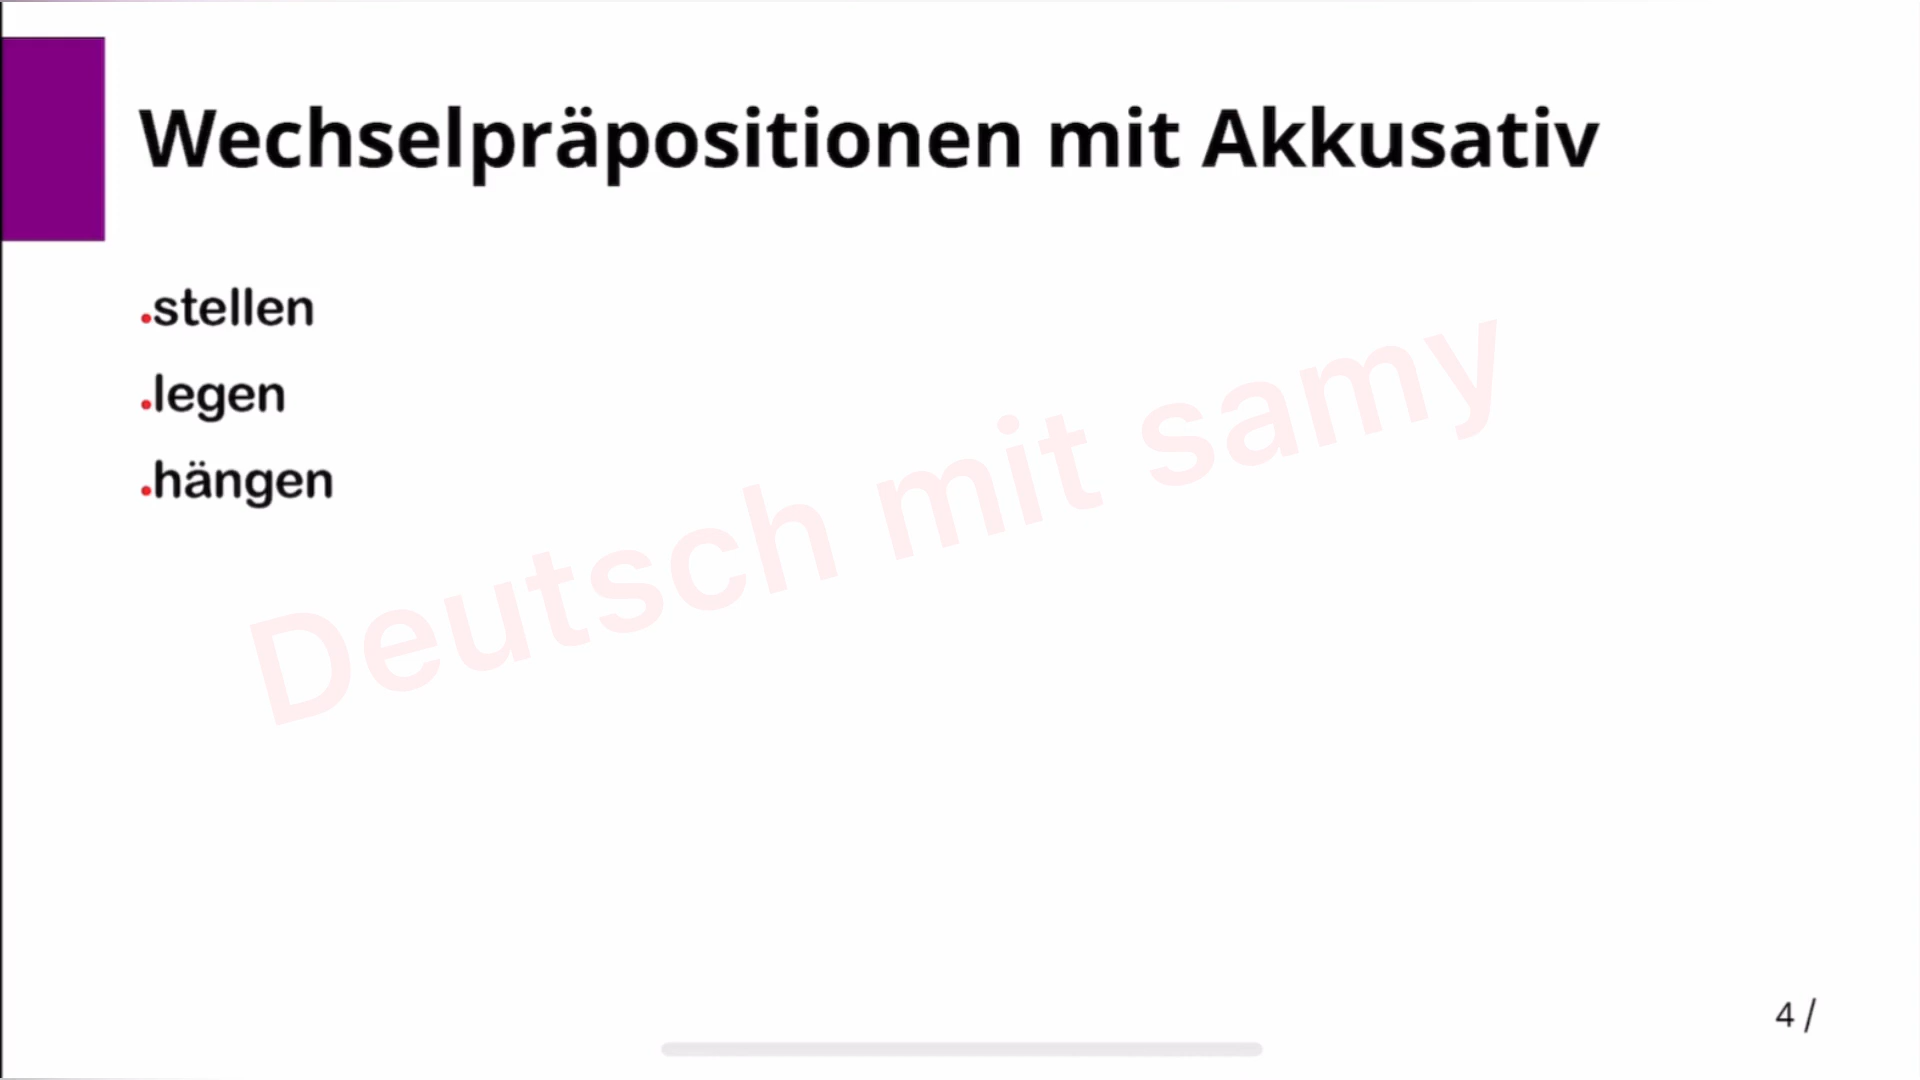 Wechselpräpositionen mit Akkusativ
.stellen
.legen
.hängen
Deutsch mit samy
4 /